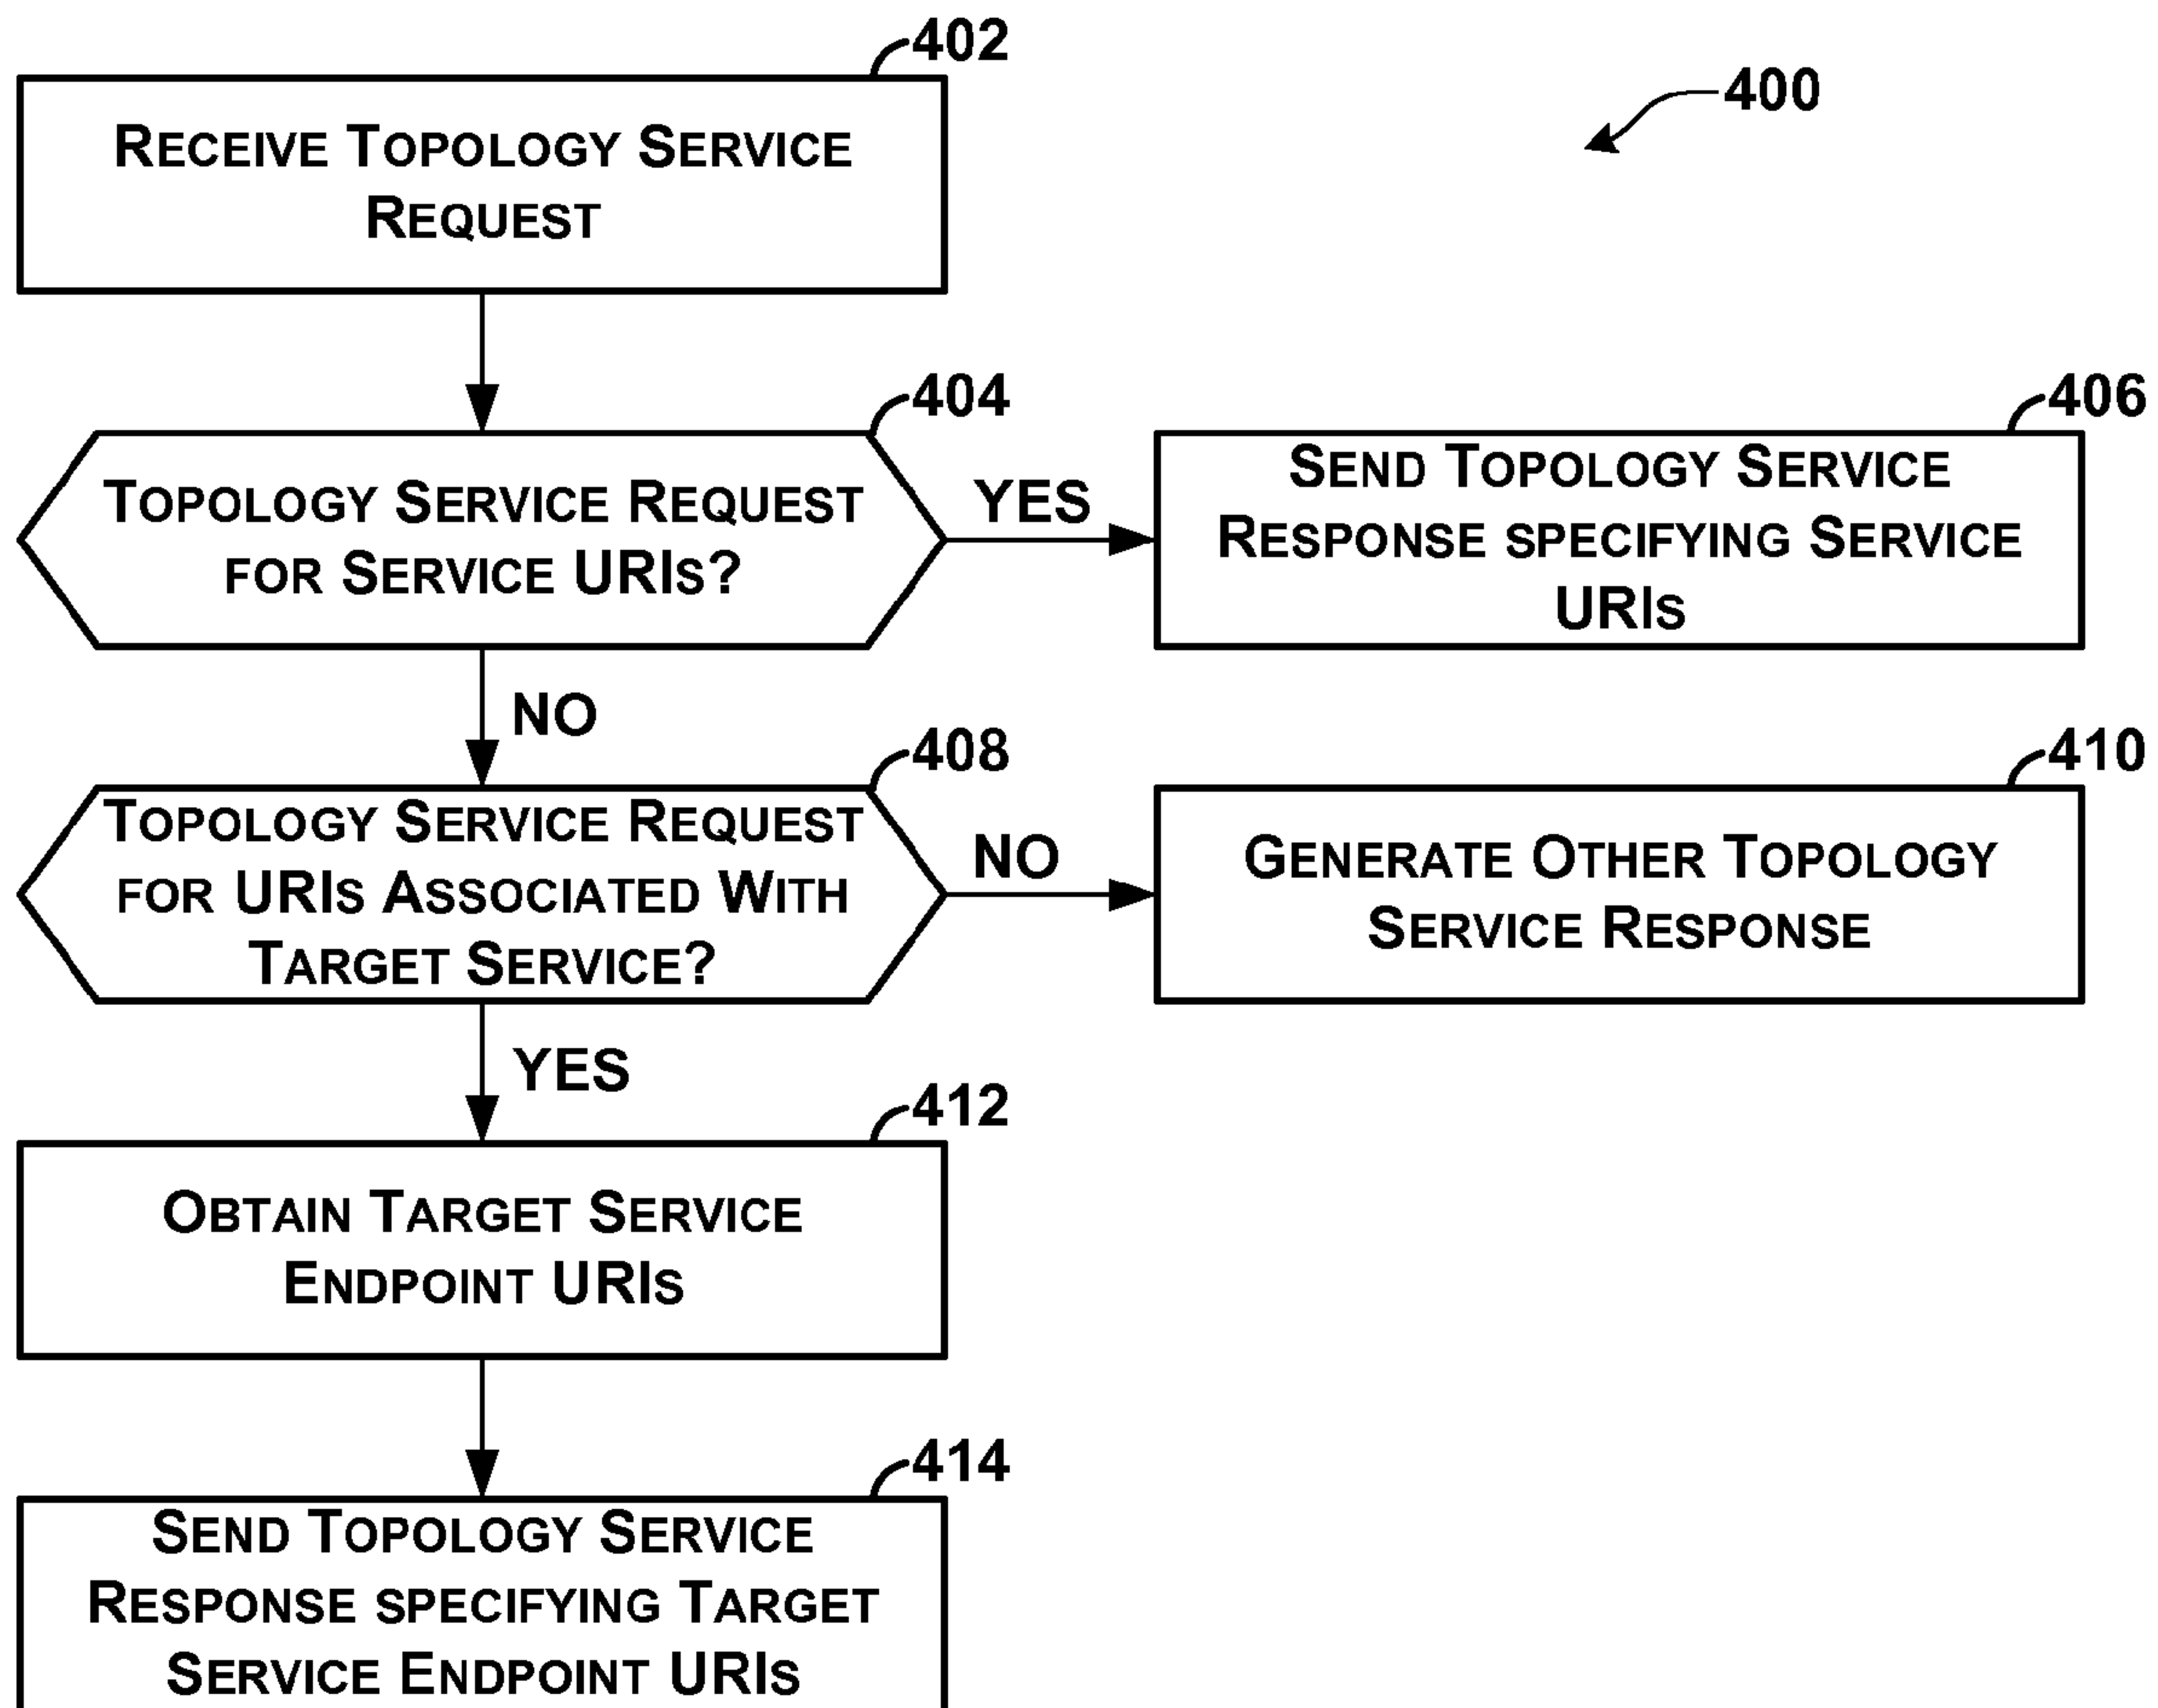 402
400
RECEIVE TOPOLOGY SERVICE
REQUEST
404
406
TOPOLOGY SERVICE REQUEST
FOR SERVICE URIS?
YES
SEND TOPOLOGY SERVICE
RESPONSE SPECIFYING SERVICE
URIS
NO
408
410
TOPOLOGY SERVICE REQUEST
FOR URIS ASSOCIATED WITH
TARGET SERVICE?
NO
GENERATE OTHER TOPOLOGY
SERVICE RESPONSE
YES
412
OBTAIN TARGET SERVICE
ENDPOINT URIS
414
SEND TOPOLOGY SERVICE
RESPONSE SPECIFYING TARGET
SERVICE ENDPOINT URIS